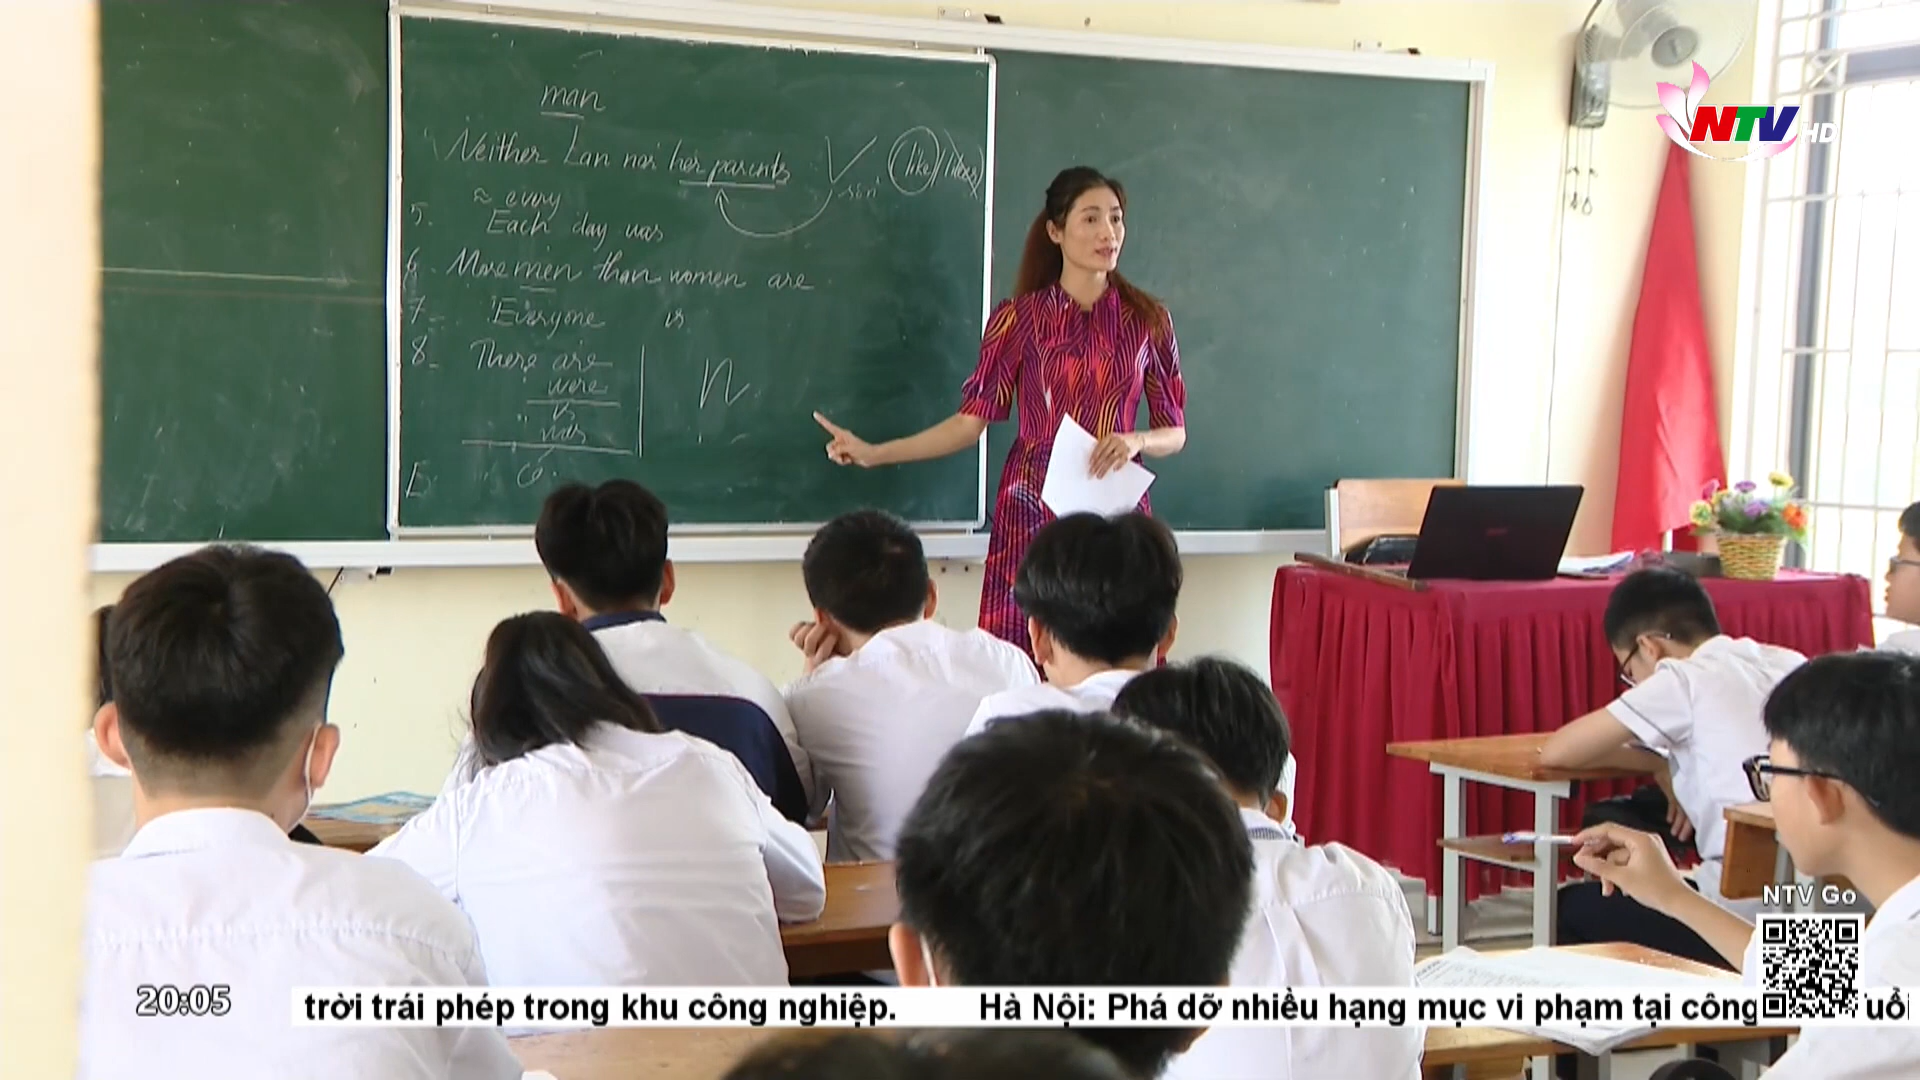 man
Neither Lan nor her parents V (like/likes)
≈ every
5. Each day was
6. More men than women are
7- Everyone is
8- There are
were
is
was
có
N
NTV HD
NTV Go
20:05
trời trái phép trong khu công nghiệp. Hà Nội: Phá dỡ nhiều hạng mục vi phạm tại công